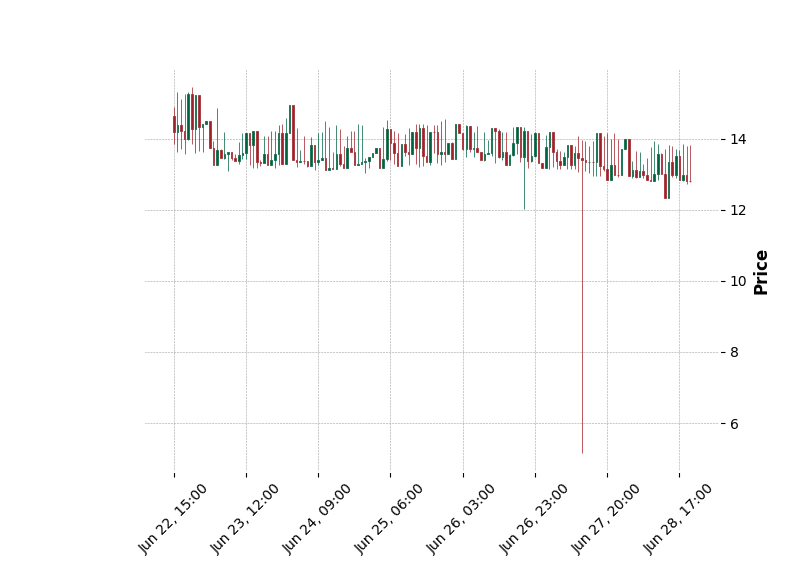 14
12
10
8
6
Price
Jun 22, 15:00
Jun 23, 12:00
Jun 24, 09:00
Jun 25, 06:00
Jun 26, 03:00
Jun 26, 23:00
Jun 27, 20:00
Jun 28, 17:00